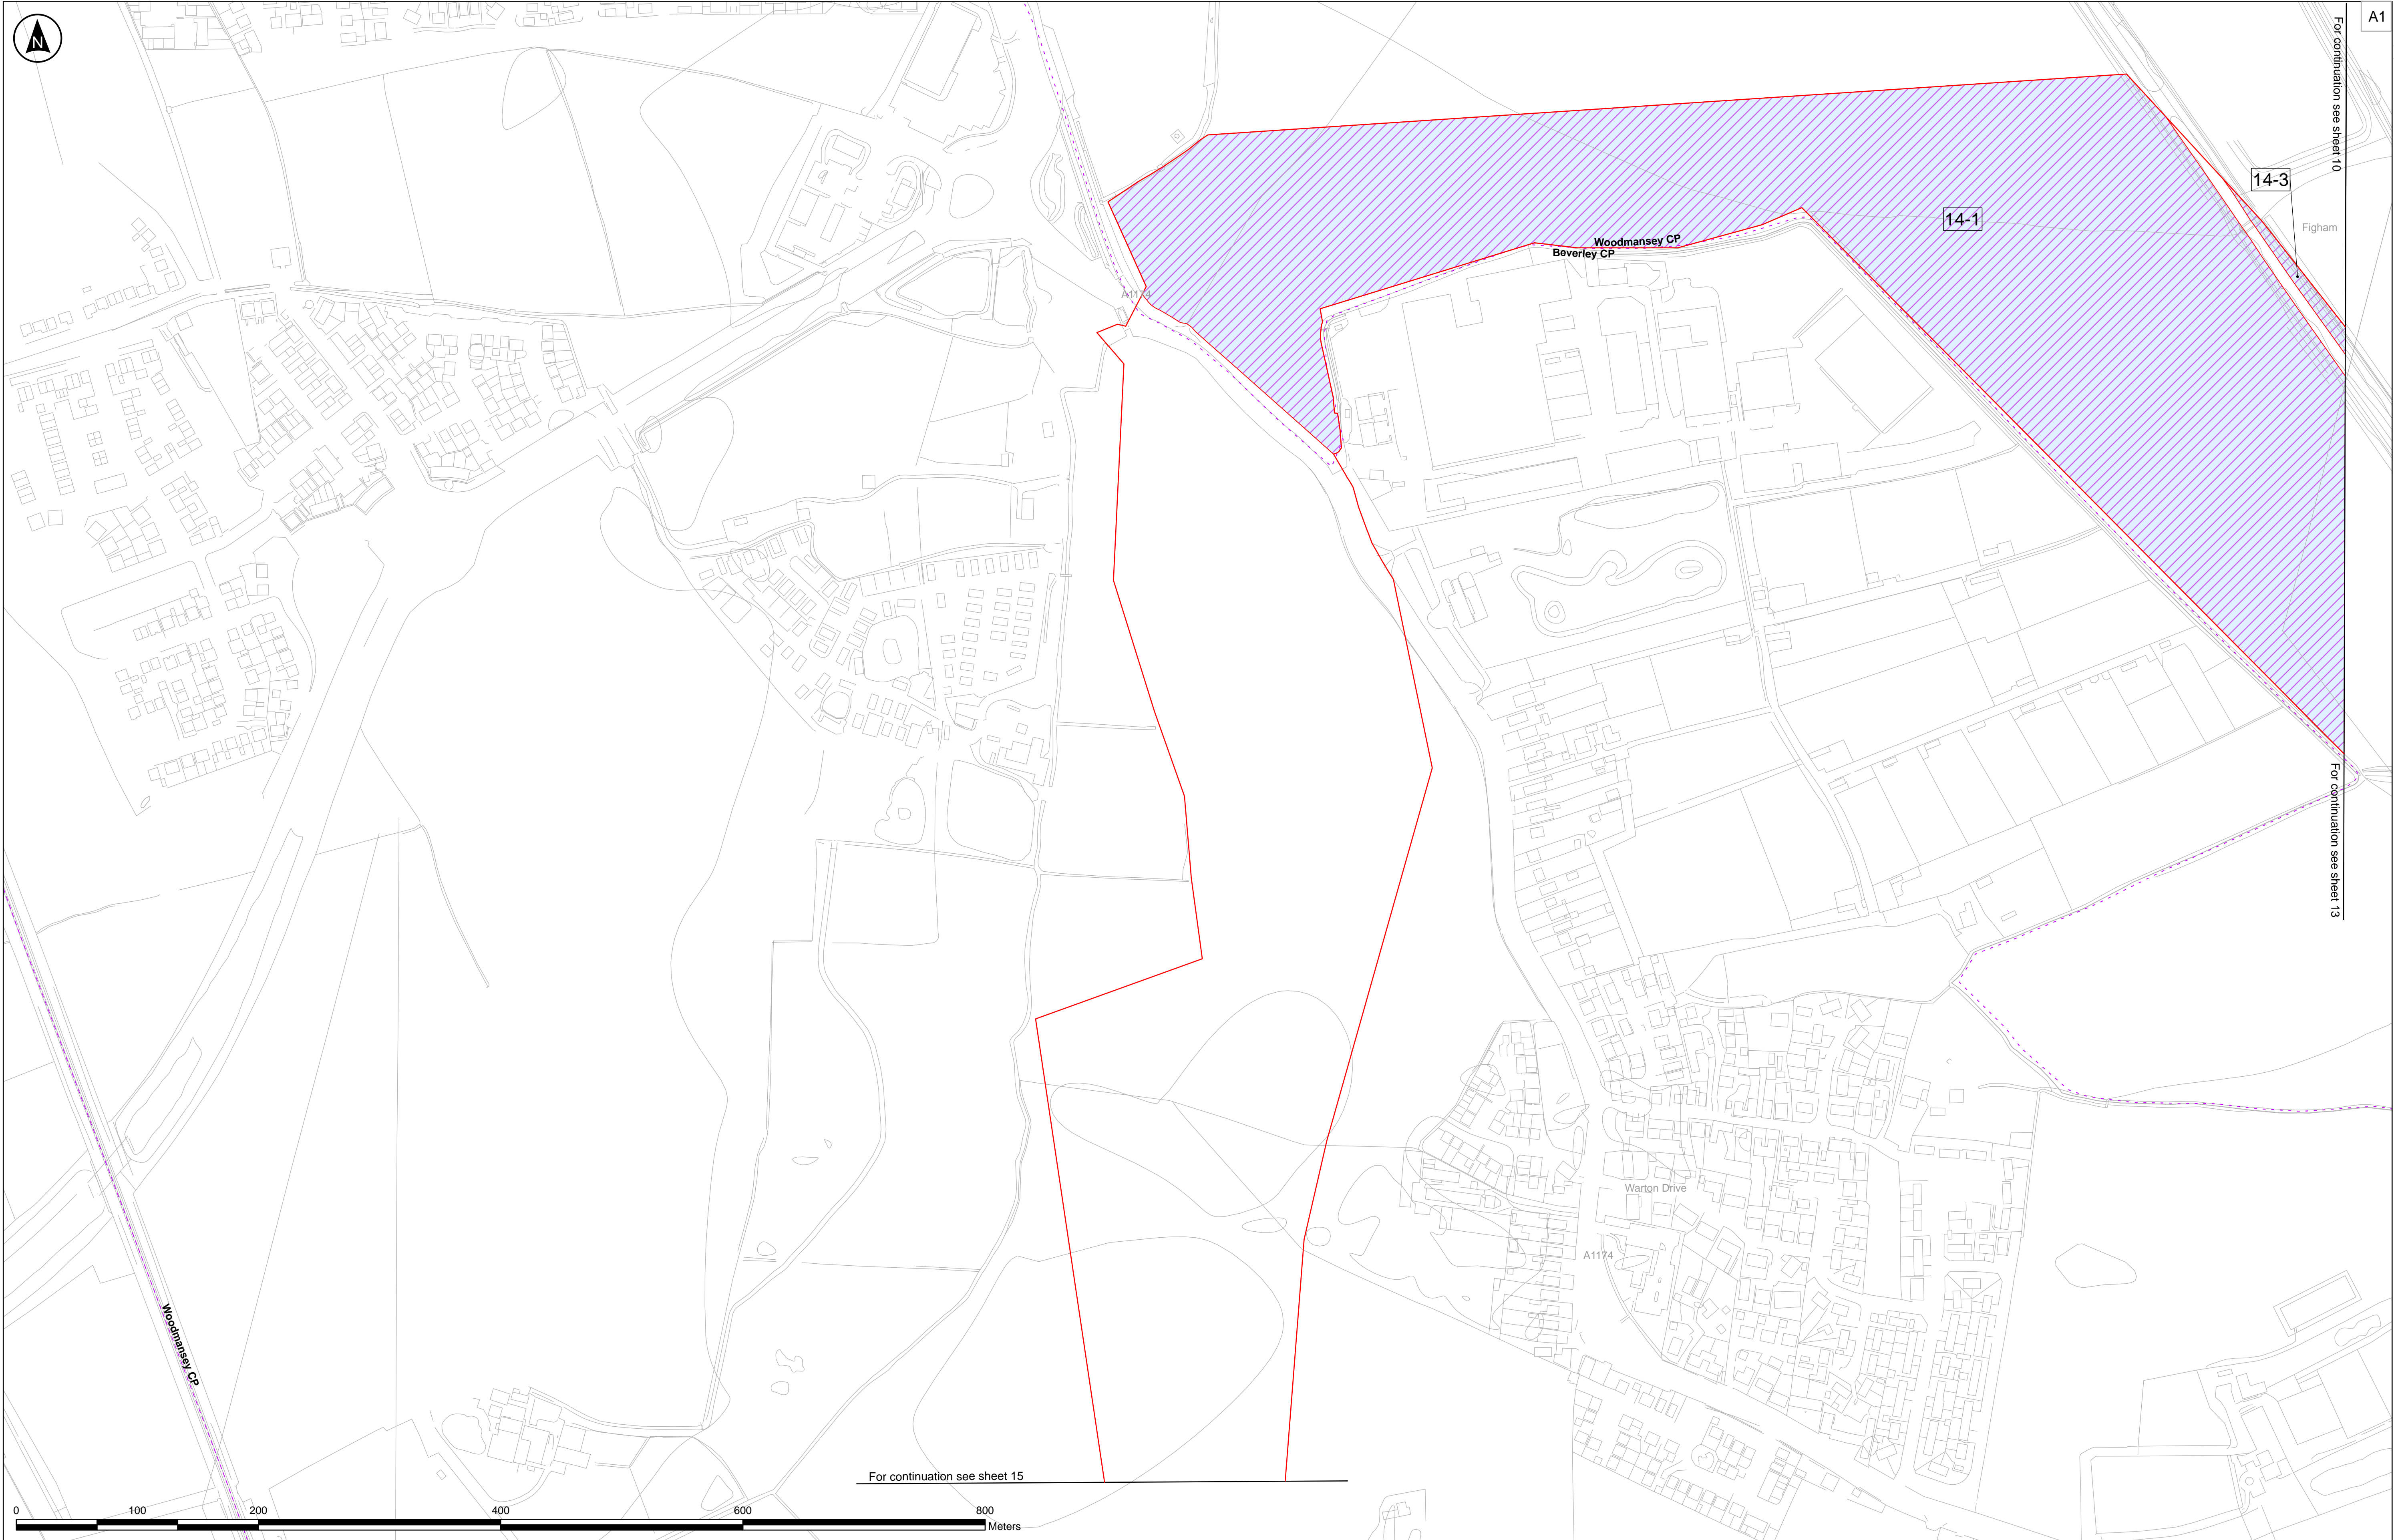 N
A1
For continuation see sheet 10
14-3
14-1
Figham
Woodmansey CP
Beverley CP
A1174
For continuation see sheet 13
Warton Drive
A1174
Woodmansey CP
For continuation see sheet 15
0 100 200 400 600 800
Meters